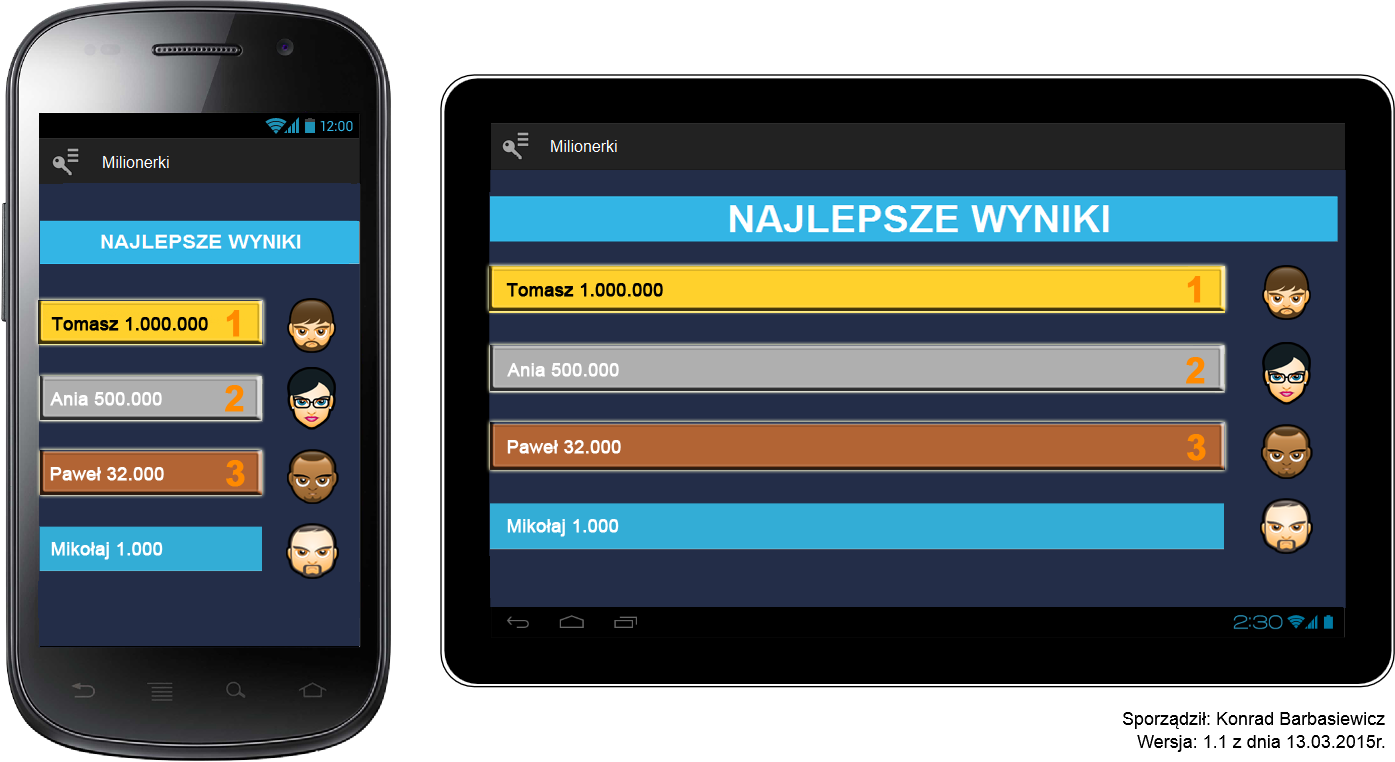 12:00
Milionerki
NAJLEPSZE WYNIKI
Tomasz 1.000.000 1
Ania 500.000 2
Paweł 32.000 3
Mikołaj 1.000
Milionerki
NAJLEPSZE WYNIKI
Tomasz 1.000.000 1
Ania 500.000 2
Paweł 32.000 3
Mikołaj 1.000
2:30
Sporządził: Konrad Barbasiewicz
Wersja: 1.1 z dnia 13.03.2015r.